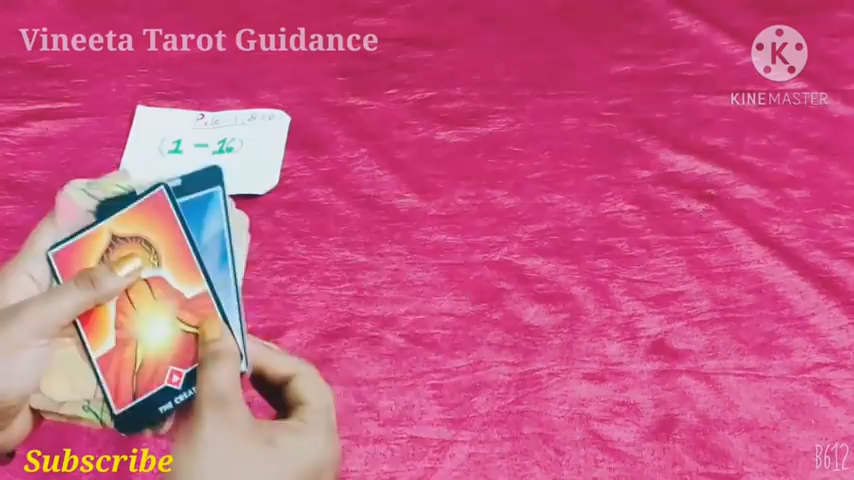 Vineeta Tarot Guidance
KINEMASTER
(1 - 16)
THE CREAT
Subscribe
B612